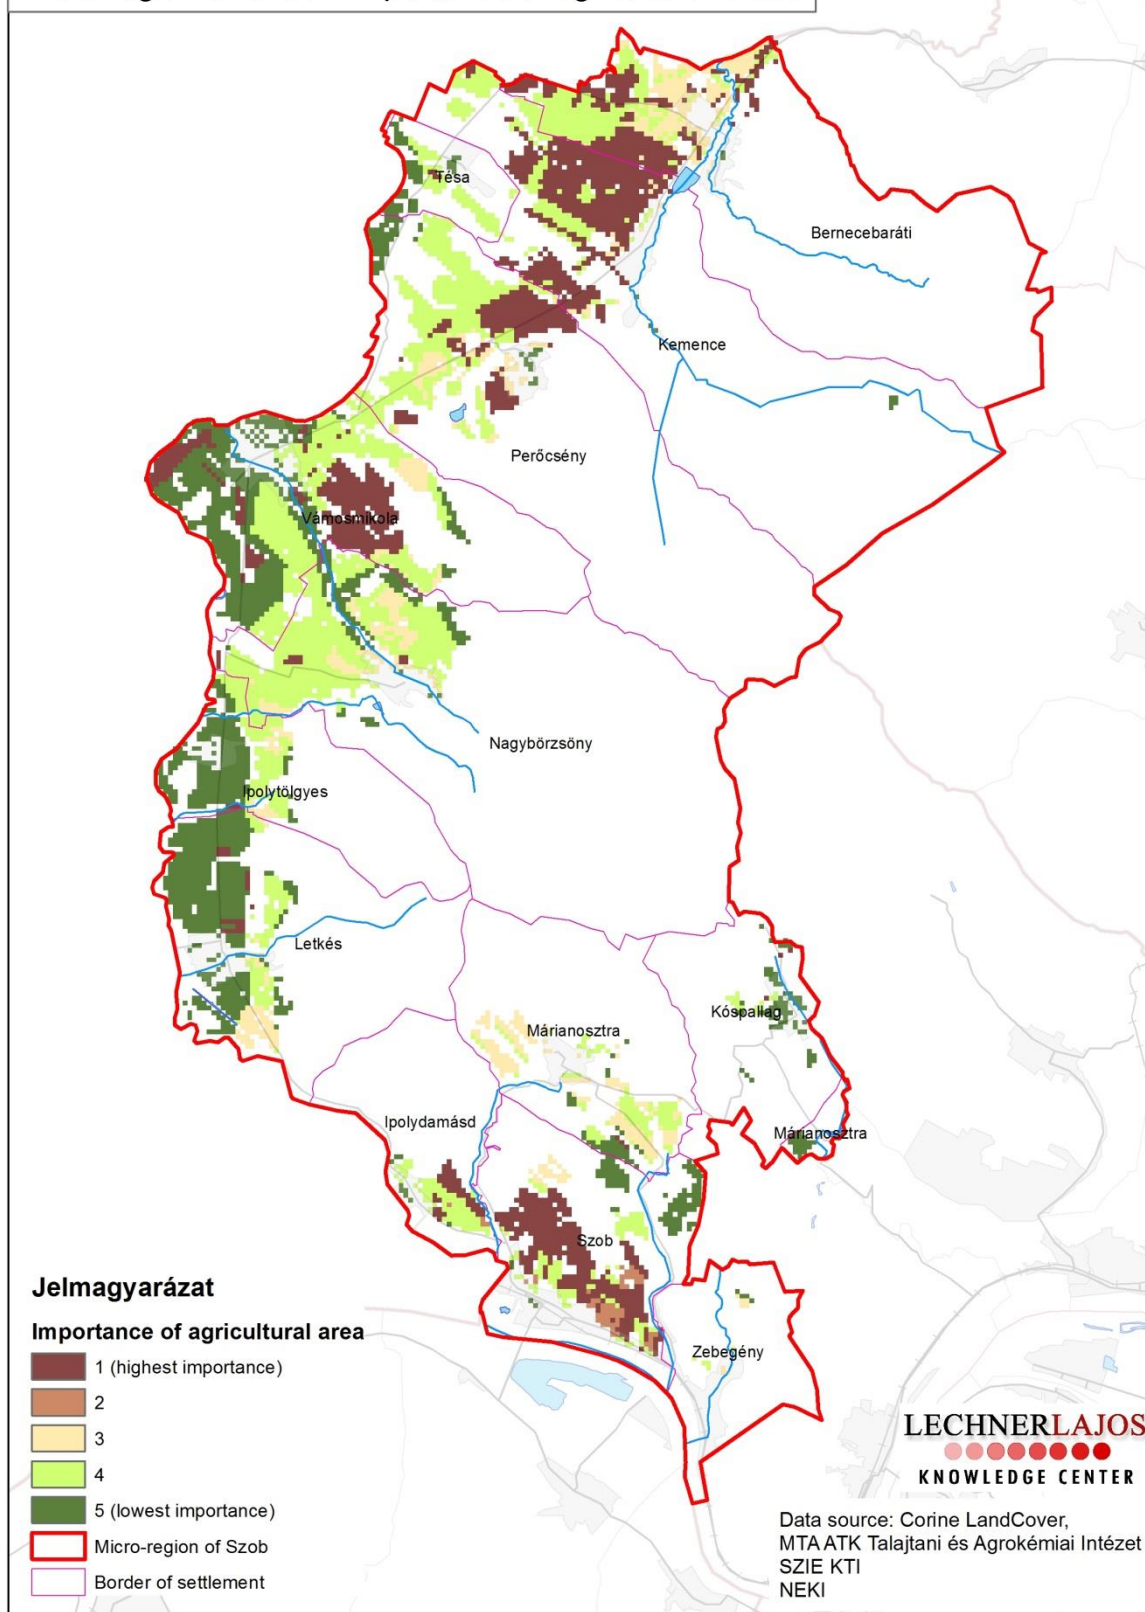 Tésa
Bernecebaráti
Kemence
Perőcsény
Vámosmikola
Nagybörzsöny
Ipolytölgyes
Letkés
Kóspallag
Márianosztra
Ipolydamásd
Márianosztra
Szob
Zebegény
Jelmagyarázat
Importance of agricultural area
1 (highest importance)
2
3
4
5 (lowest importance)
Micro-region of Szob
Border of settlement
LECHNERLAJOS
KNOWLEDGE CENTER
Data source: Corine LandCover,
MTA ATK Talajtani és Agrokémiai Intézet
SZIE KTI
NEKI